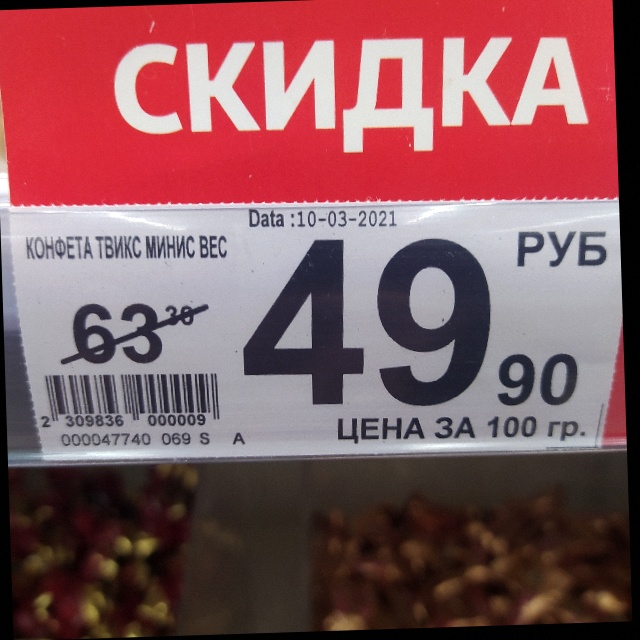 СКИДКА
Data :10-03-2021
КОНФЕТА ТВИКС МИНИС ВЕС
РУБ
63 30
49 90
2 309836 000009
000047740 069 S A
ЦЕНА ЗА 100 гр.